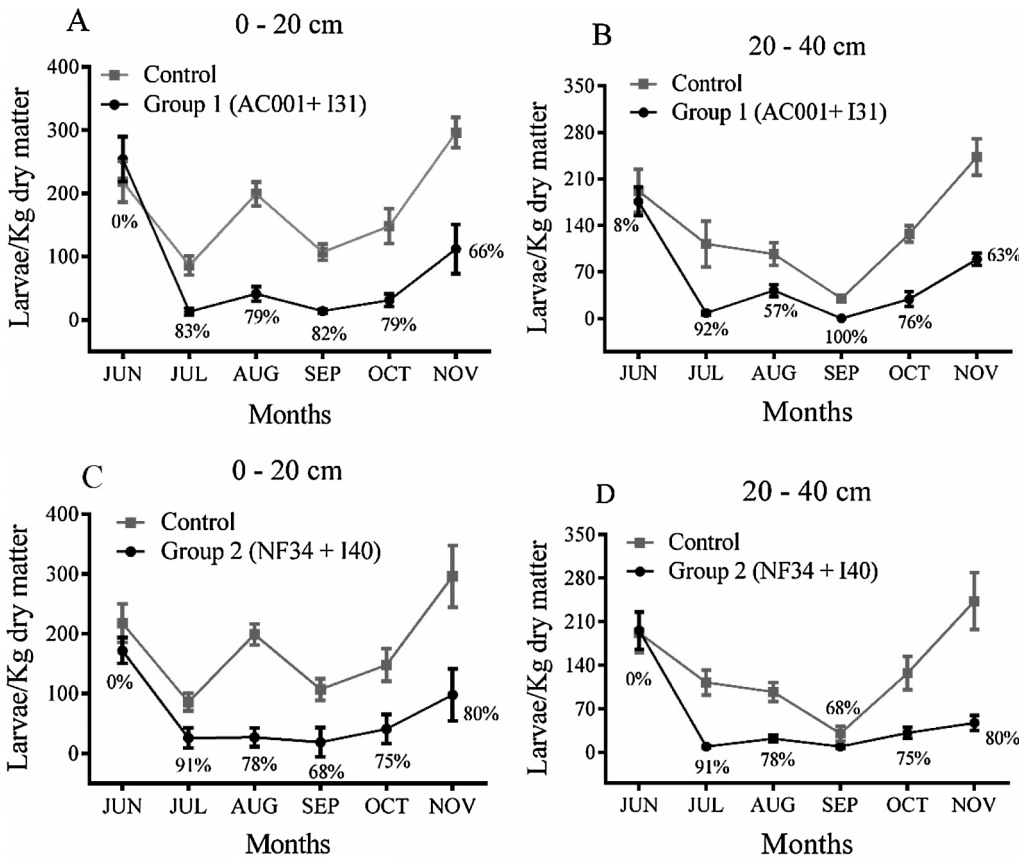 A
0 - 20 cm
Control
Group 1 (AC001+ I31)
Larvae/Kg dry matter
400
300
200
100
0
0%
83%
79%
82%
79%
66%
JUN JUL AUG SEP OCT NOV
Months
B
20 - 40 cm
Control
Group 1 (AC001+ I31)
Larvae/Kg dry matter
350
280
210
140
70
0
8%
92%
57%
100%
76%
63%
JUN JUL AUG SEP OCT NOV
Months
C
0 - 20 cm
Control
Group 2 (NF34 + I40)
Larvae/Kg dry matter
400
300
200
100
0
0%
91%
78%
68%
75%
80%
JUN JUL AUG SEP OCT NOV
Months
D
20 - 40 cm
Control
Group 2 (NF34 + I40)
Larvae/Kg dry matter
350
280
210
140
70
0
0%
91%
78%
68%
75%
80%
JUN JUL AUG SEP OCT NOV
Months